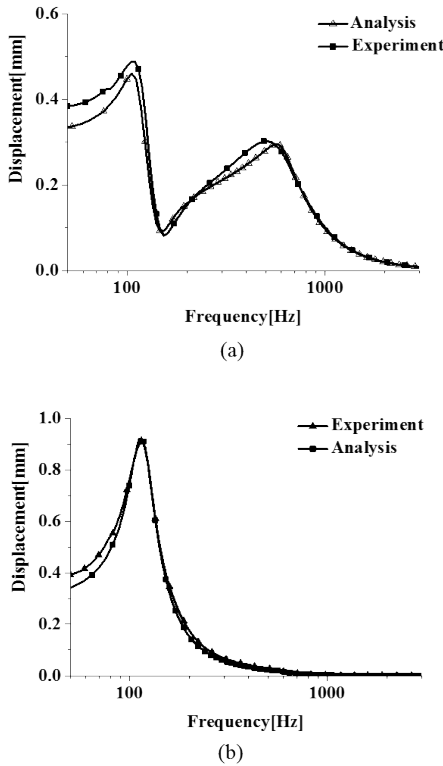 0.6
Analysis
Experiment
Displacement[mm]
0.4
0.2
0.0
100
1000
Frequency[Hz]
(a)
1.0
Experiment
Analysis
0.8
Displacement[mm]
0.6
0.4
0.2
0.0
100
1000
Frequency[Hz]
(b)